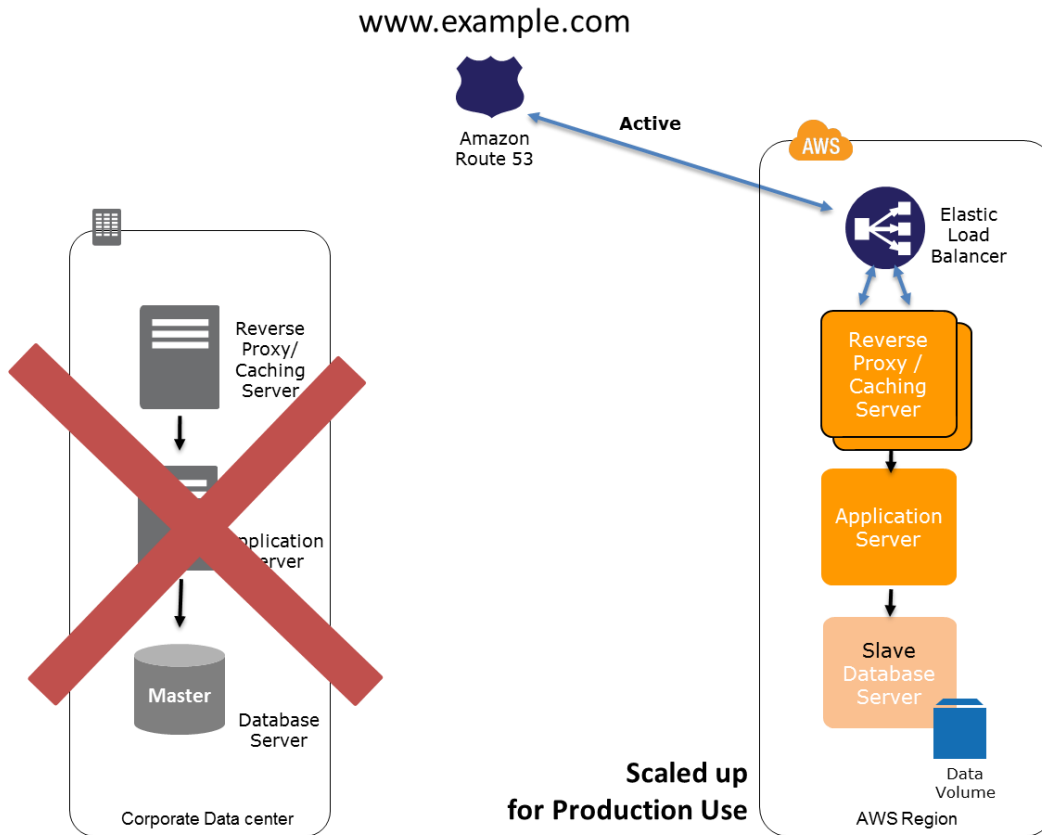 www.example.com
Amazon
Route 53
Active
AWS
Elastic
Load
Balancer
Reverse
Proxy/
Caching
Server
Reverse
Proxy /
Caching
Server
Application
Server
Master
Database
Server
Slave
Database
Server
Data
Volume
Scaled up
for Production Use
Corporate Data center
AWS Region